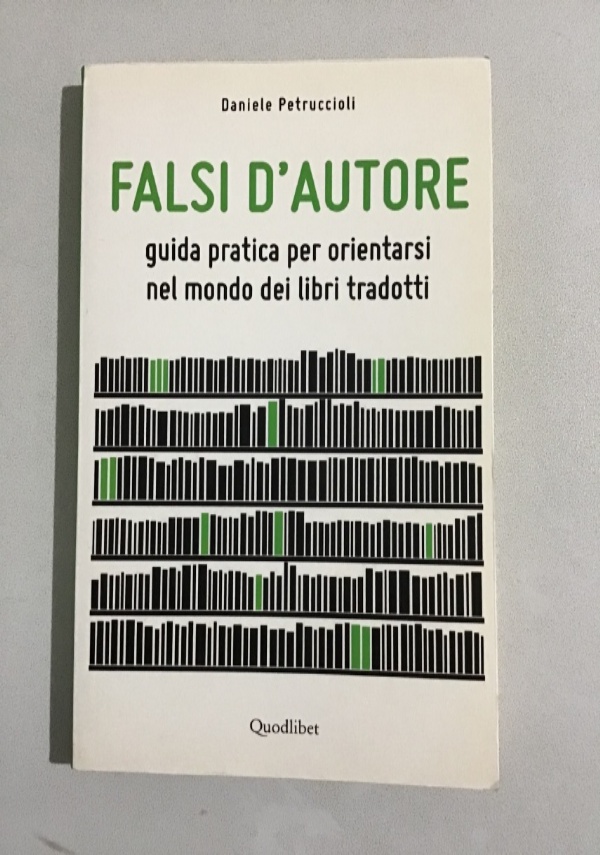 Daniele Petruccioli
FALSI D'AUTORE
guida pratica per orientarsi
nel mondo dei libri tradotti
Quodlibet